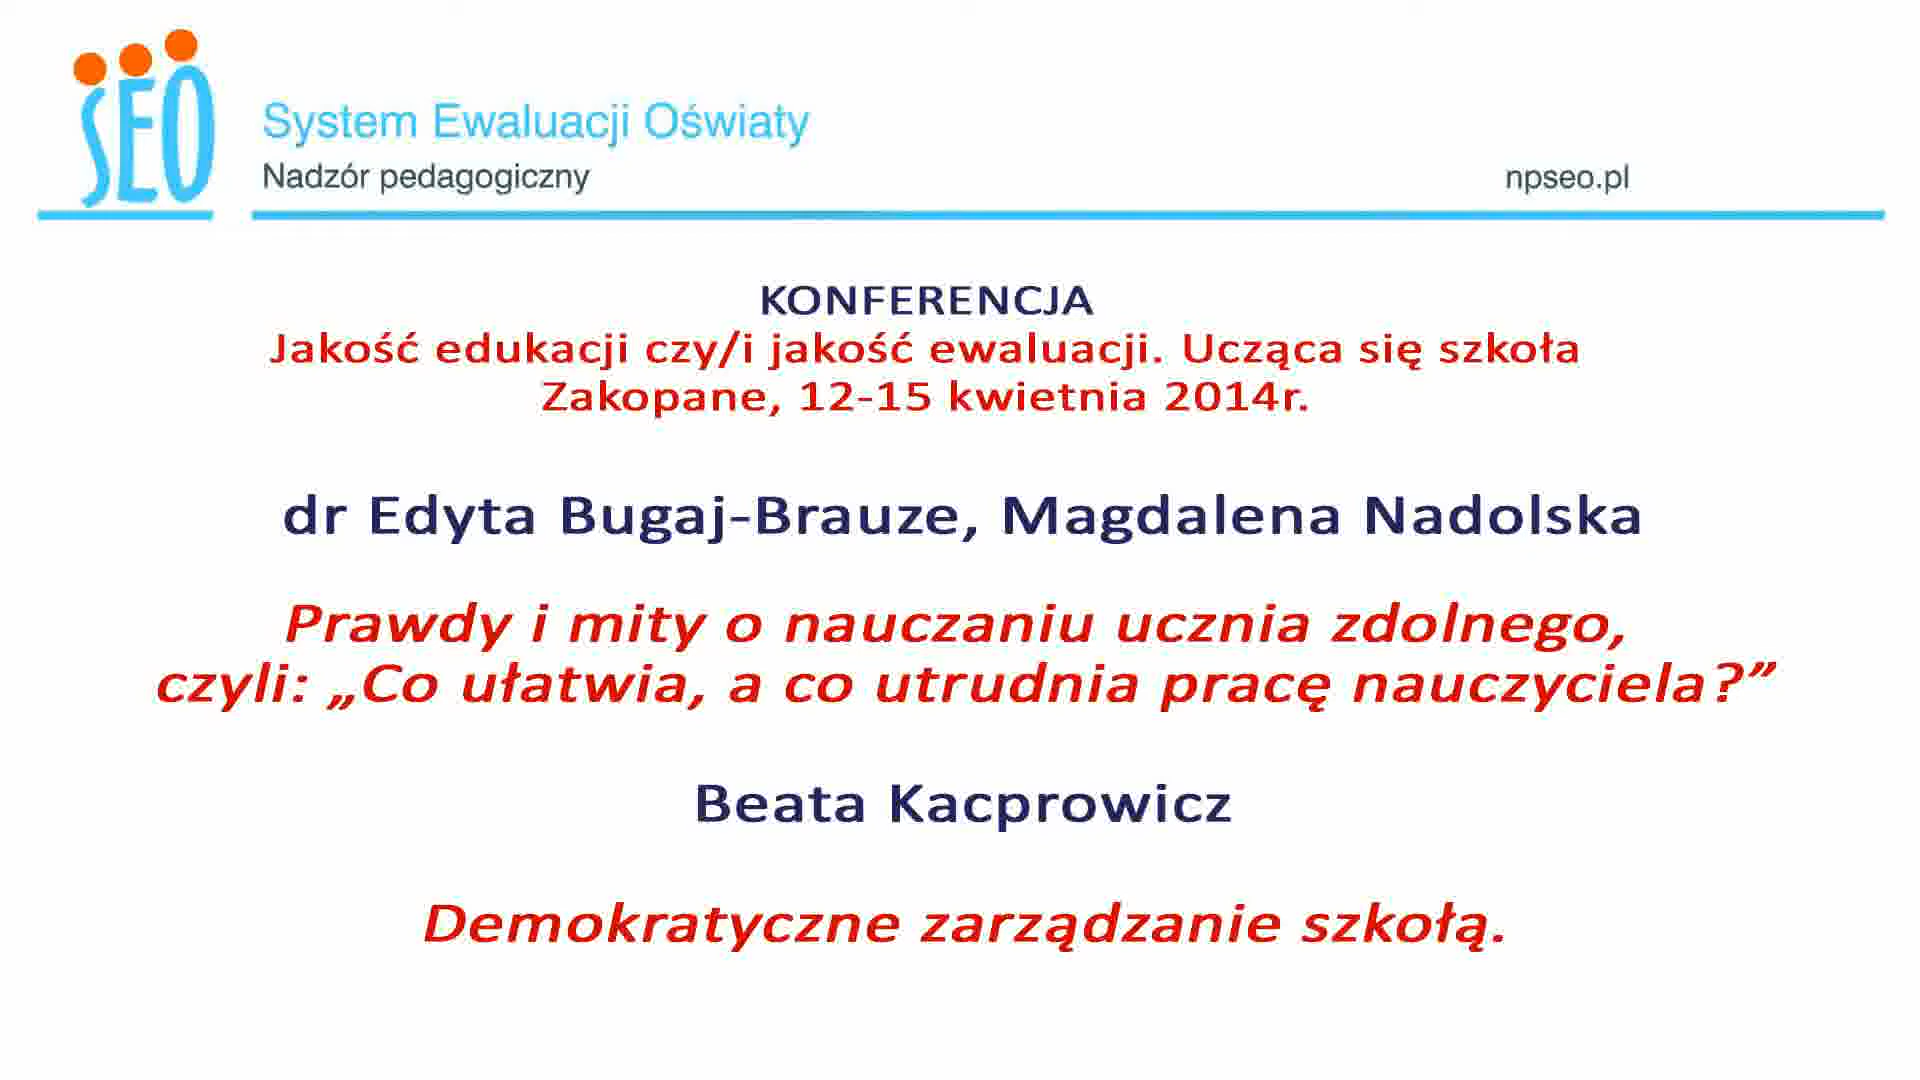 SEO
System Ewaluacji Oświaty
Nadzór pedagogiczny
npseo.pl
KONFERENCJA
Jakość edukacji czy/i jakość ewaluacji. Ucząca się szkoła
Zakopane, 12-15 kwietnia 2014r.
dr Edyta Bugaj-Brauze, Magdalena Nadolska
Prawdy i mity o nauczaniu ucznia zdolnego,
czyli: „Co ułatwia, a co utrudnia pracę nauczyciela?”
Beata Kacprowicz
Demokratyczne zarządzanie szkołą.